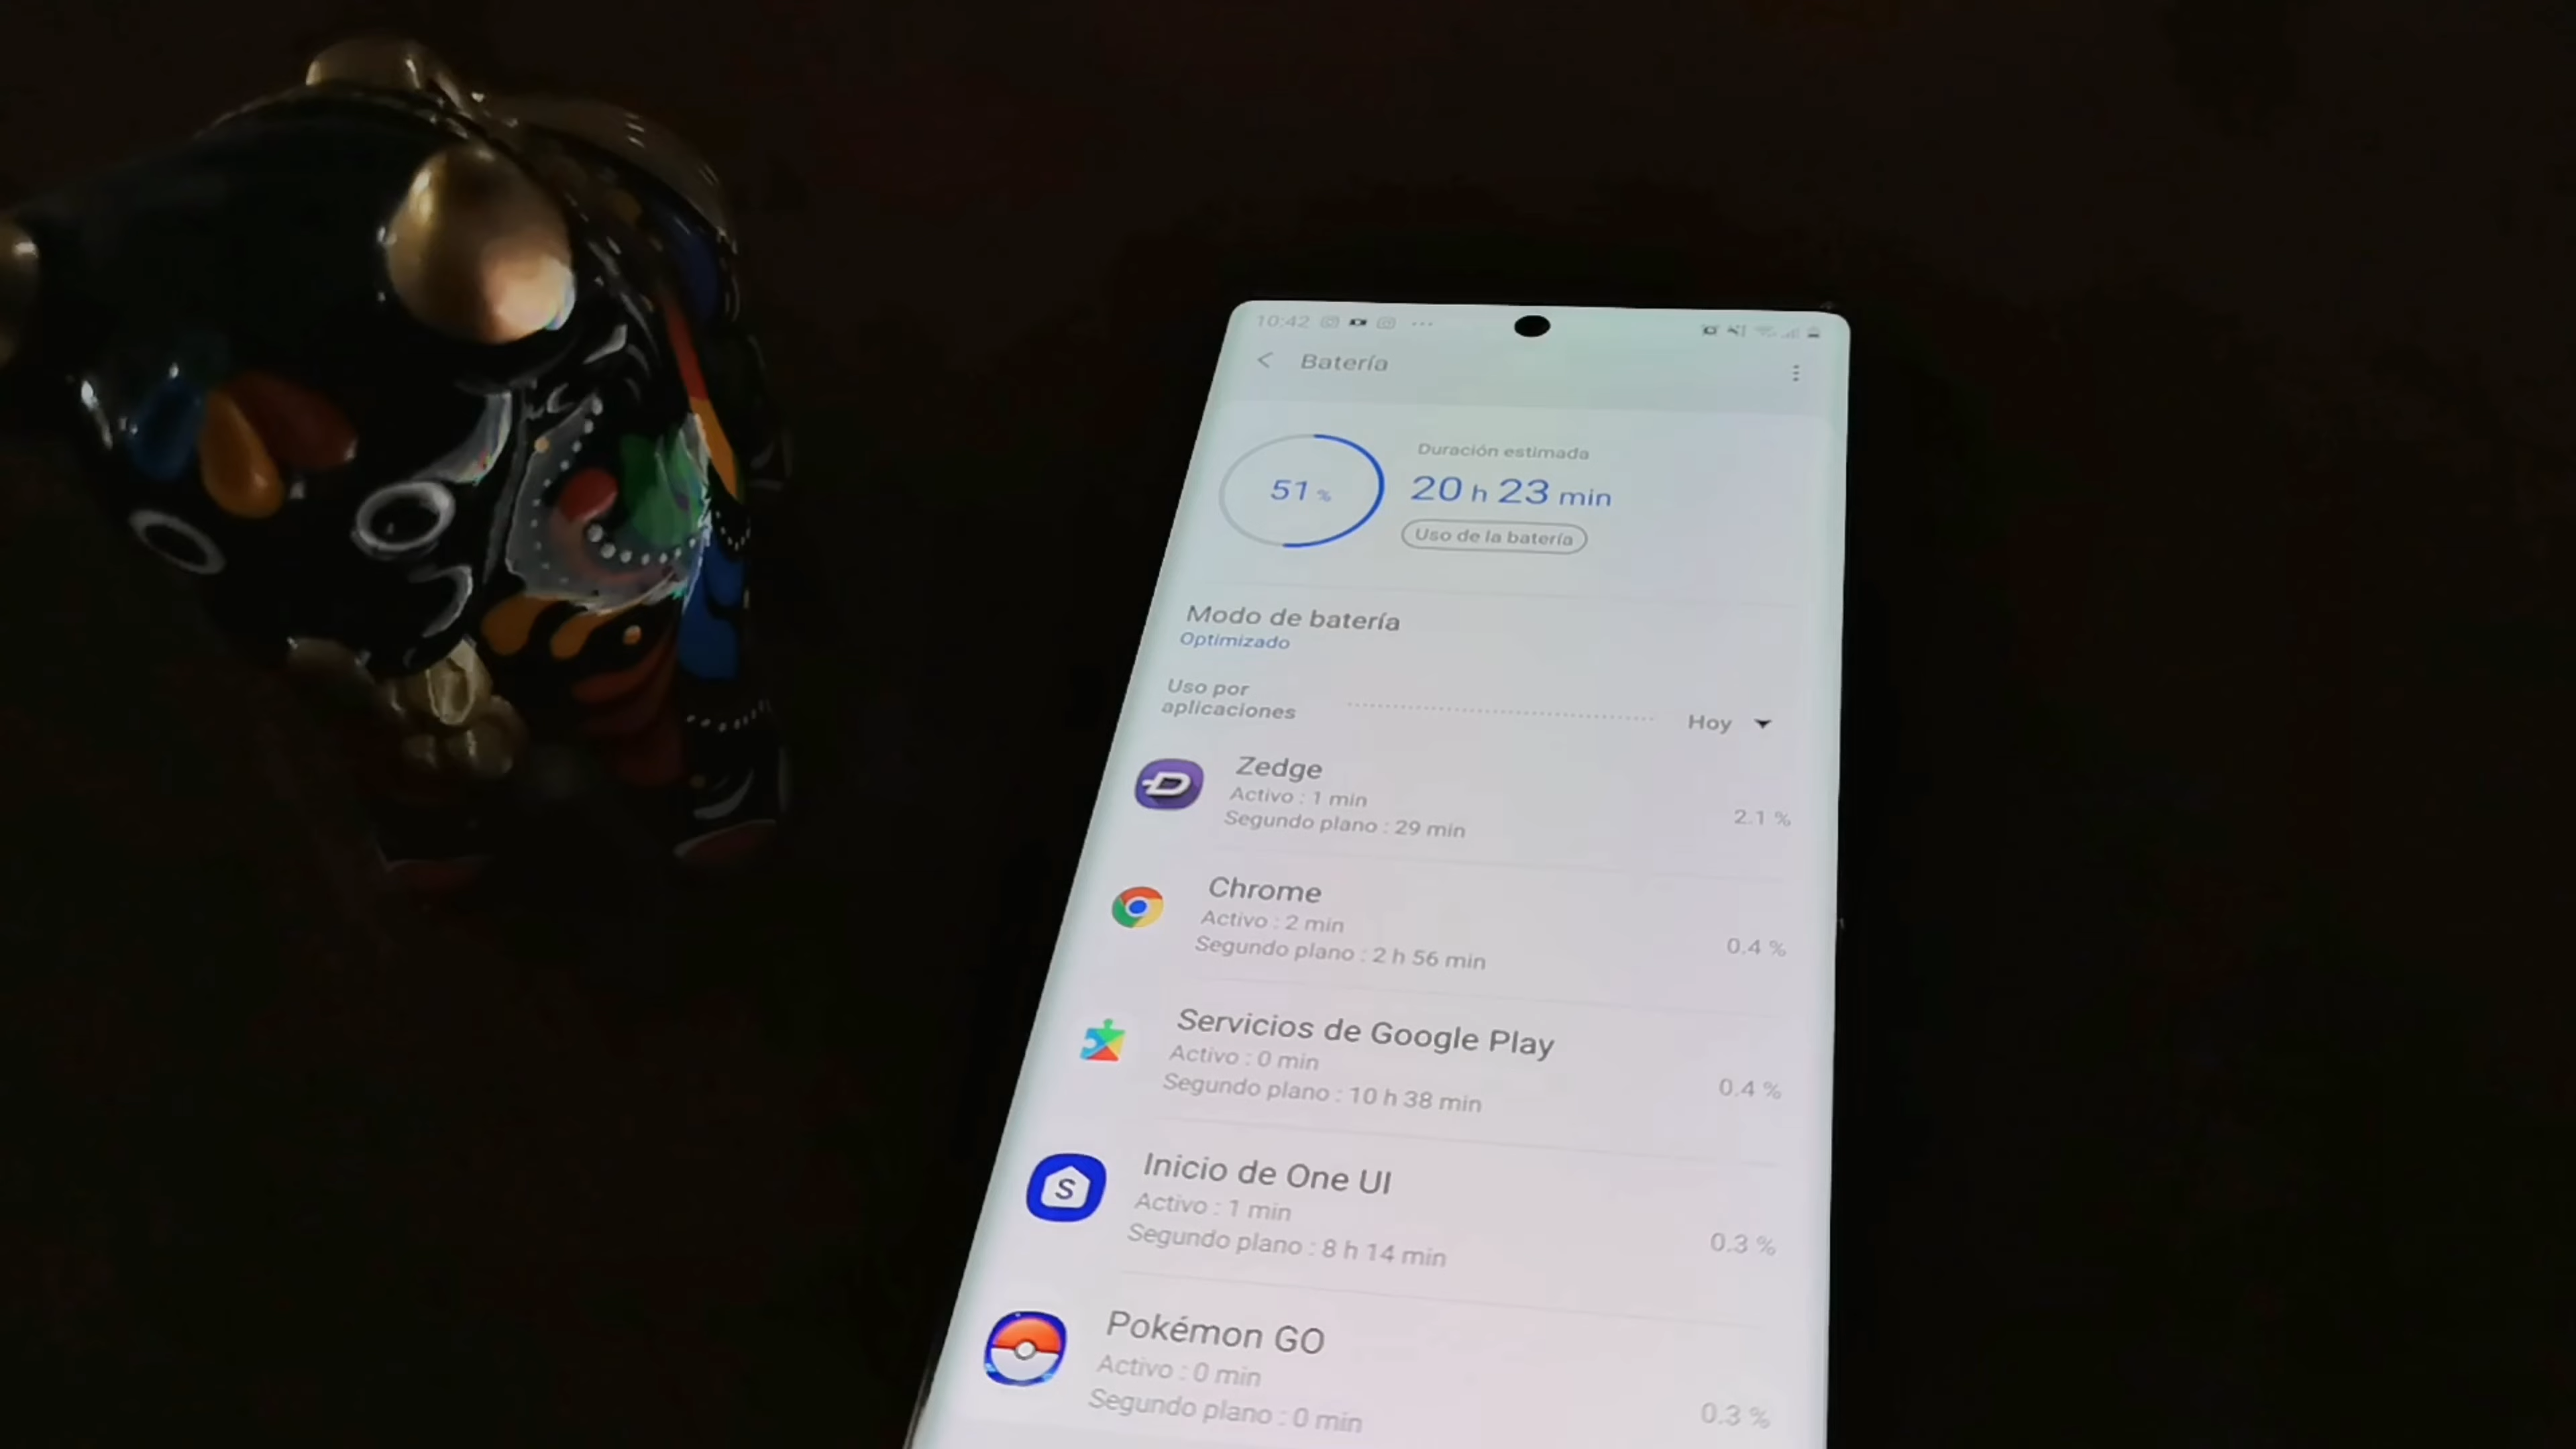 10:42
Batería
51 %
Duración estimada
20 h 23 min
Uso de la batería
Modo de batería
Optimizado
Uso por
aplicaciones
Hoy
Zedge
Activo : 1 min
Segundo plano : 29 min
2.1 %
Chrome
Activo : 2 min
Segundo plano : 2 h 56 min
0.4 %
Servicios de Google Play
Activo : 0 min
Segundo plano : 10 h 38 min
0.4 %
S
Inicio de One UI
Activo : 1 min
Segundo plano : 8 h 14 min
0.3 %
Pokémon GO
Activo : 0 min
Segundo plano : 0 min
0.3 %